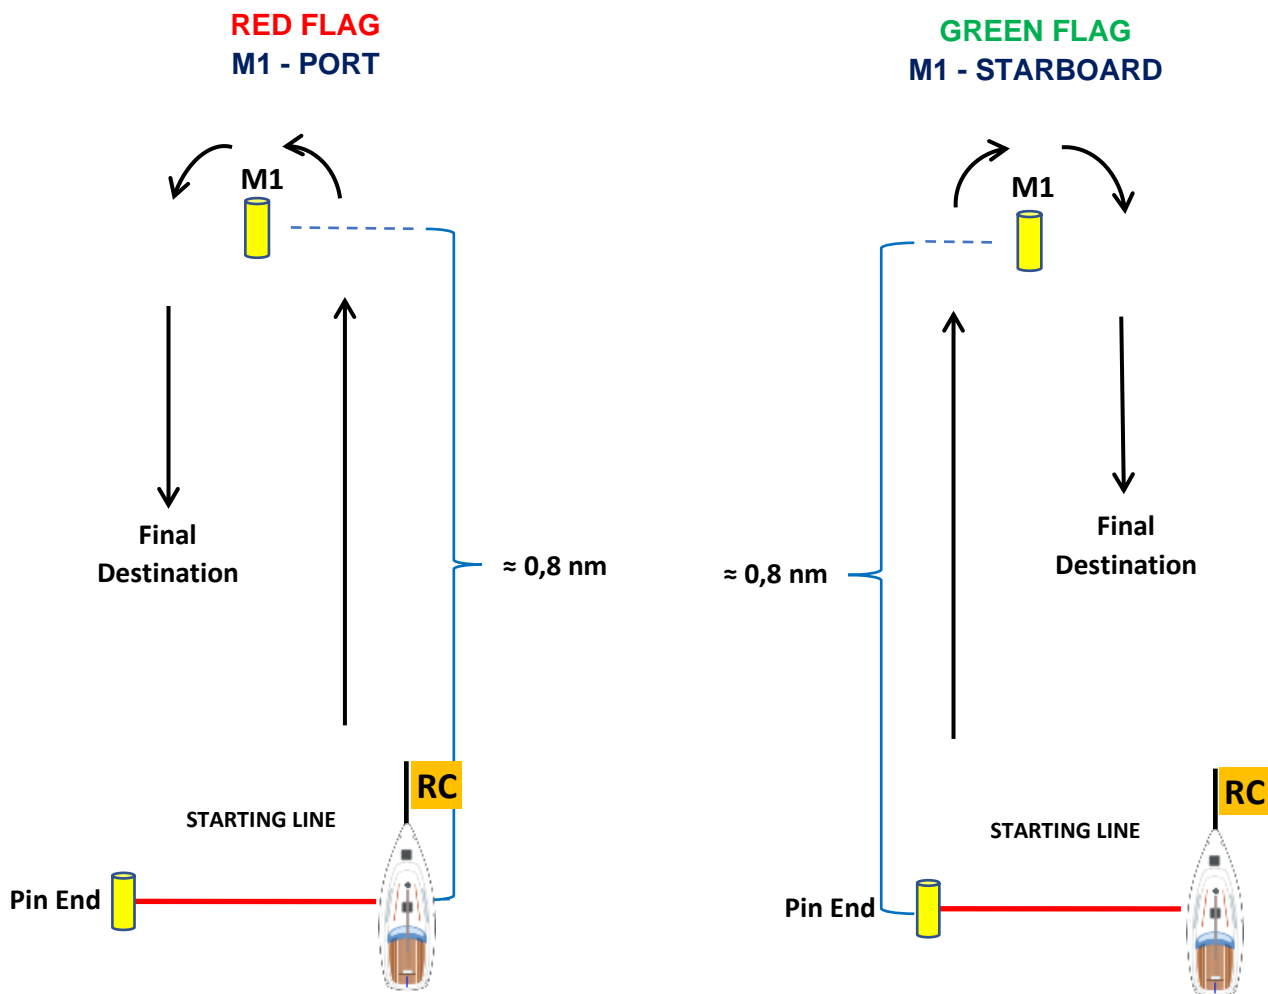 RED FLAG
M1 - PORT
M1
Final
Destination
≈ 0,8 nm
RC
STARTING LINE
Pin End
GREEN FLAG
M1 - STARBOARD
M1
≈ 0,8 nm
Final
Destination
RC
STARTING LINE
Pin End